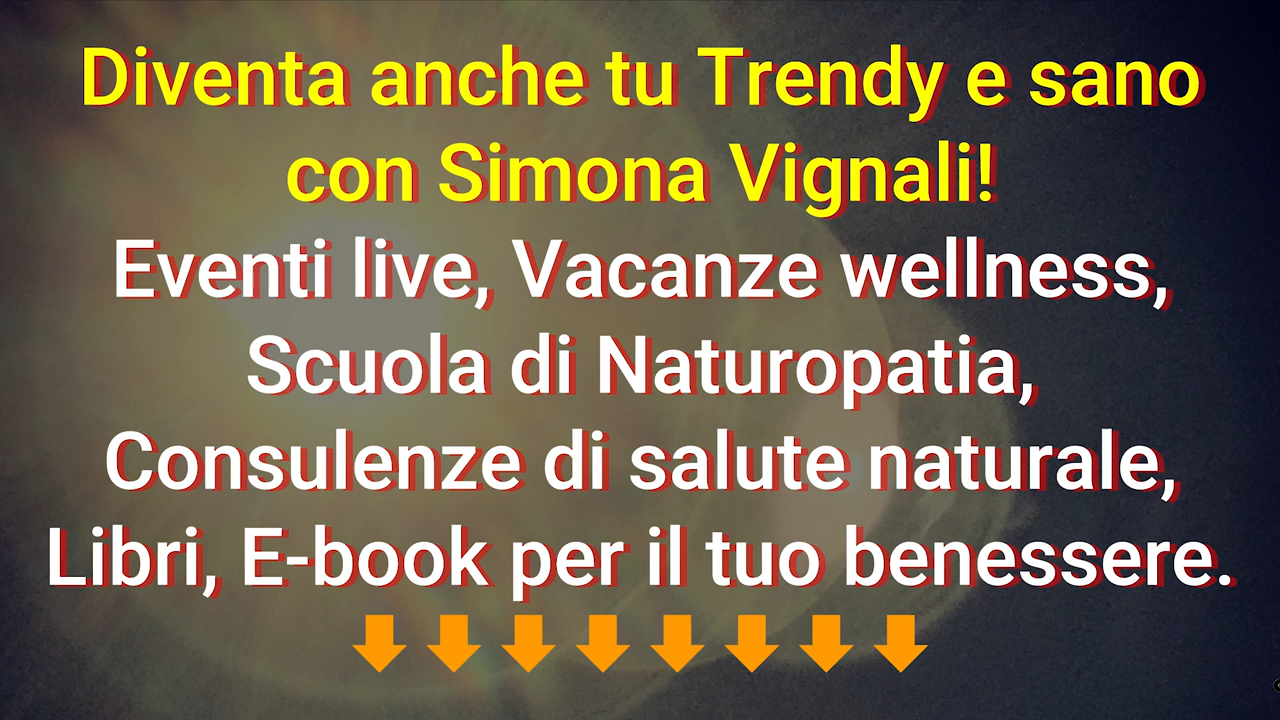 Diventa anche tu Trendy e sano
con Simona Vignali!
Eventi live, Vacanze wellness,
Scuola di Naturopatia,
Consulenze di salute naturale,
Libri, E-book per il tuo benessere.